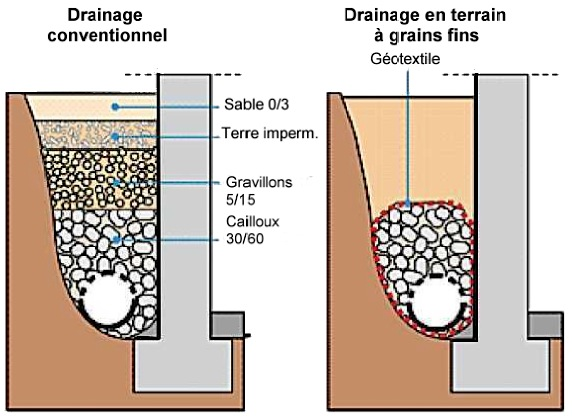 Drainage
conventionnel
Drainage en terrain
à grains fins
Géotextile
Sable 0/3
Terre imperm.
Gravillons
5/15
Cailloux
30/60